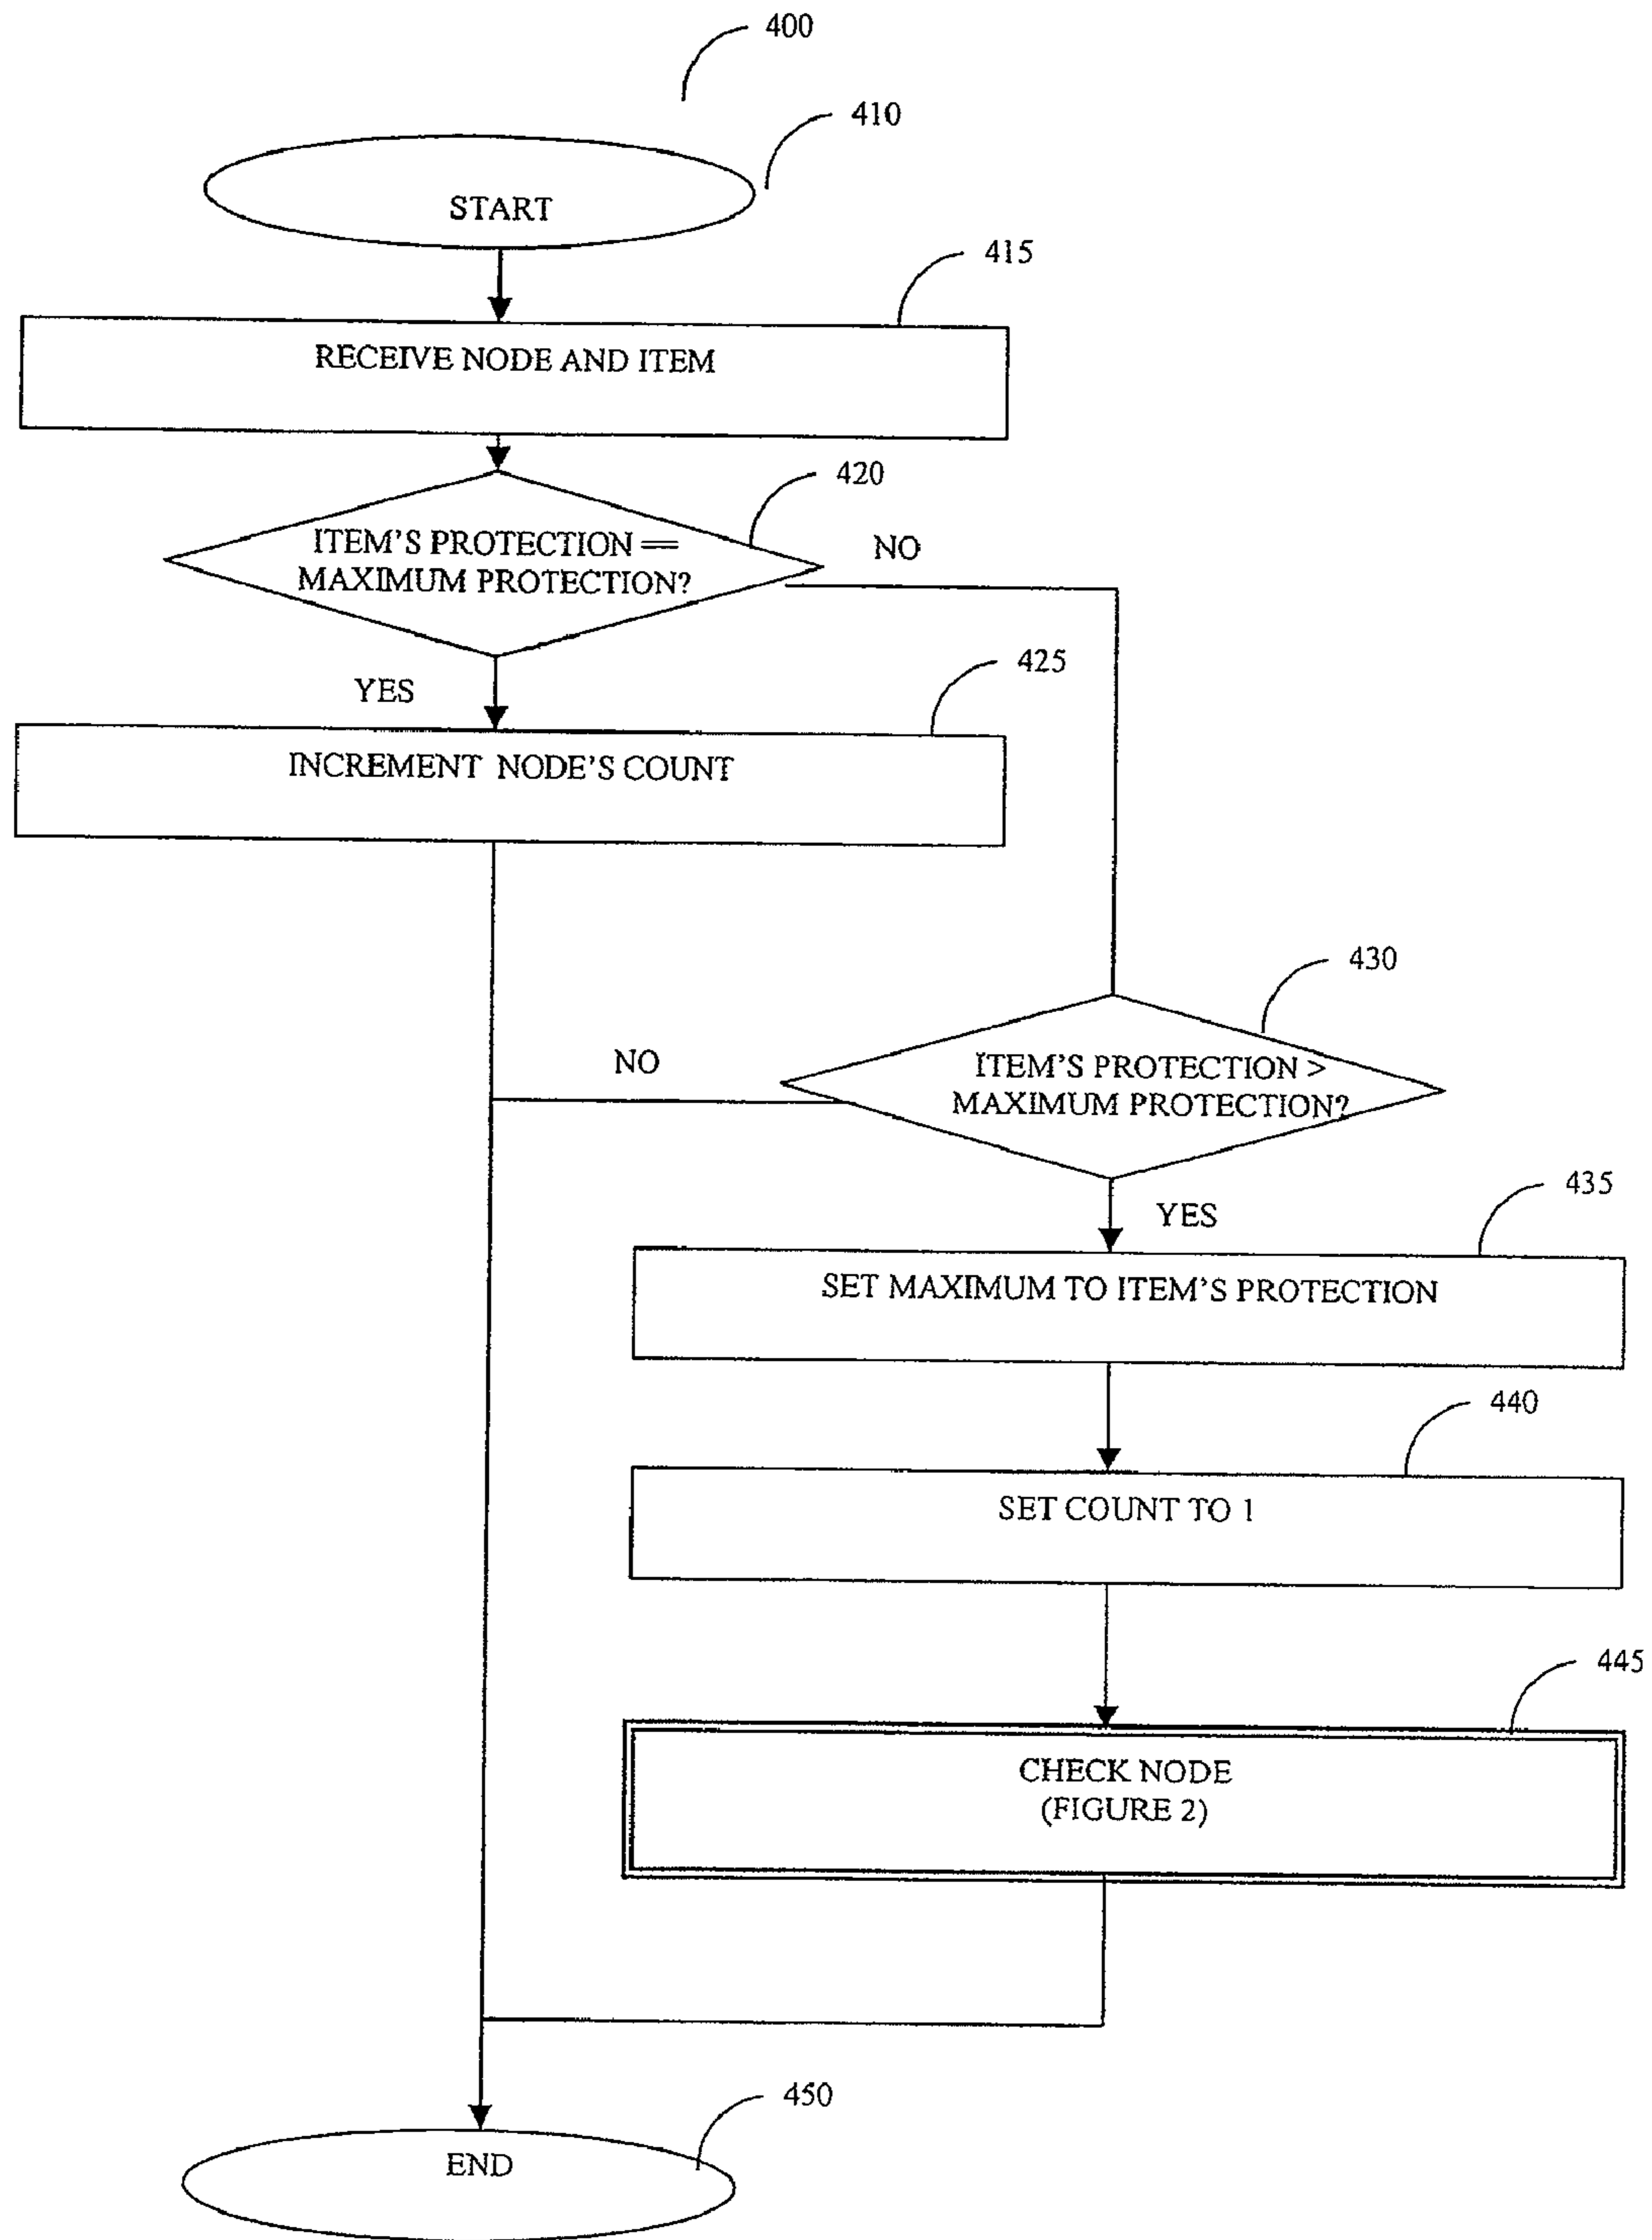 400
410
START
415
RECEIVE NODE AND ITEM
420
ITEM'S PROTECTION ==
MAXIMUM PROTECTION?
NO
YES
425
INCREMENT NODE'S COUNT
430
NO
ITEM'S PROTECTION >
MAXIMUM PROTECTION?
YES
435
SET MAXIMUM TO ITEM'S PROTECTION
440
SET COUNT TO 1
445
CHECK NODE
(FIGURE 2)
450
END